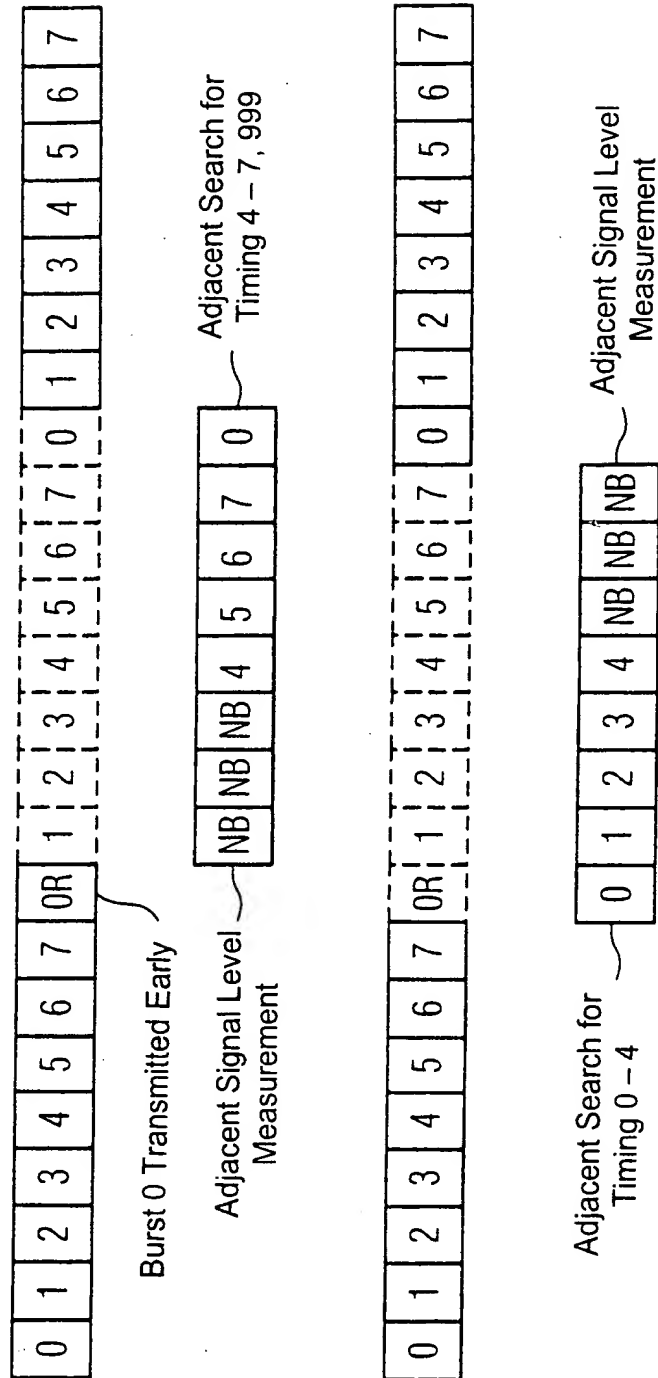 0 1 2 3 4 5 6 7 0R 1 2 3 4 5 6 7 0 1 2 3 4 5 6 7
Burst 0 Transmitted Early
NB NB NB 4 5 6 7 0
Adjacent Signal Level
Measurement
Adjacent Search for
Timing 4 – 7, 999
0 1 2 3 4 5 6 7 0R 1 2 3 4 5 6 7 0 1 2 3 4 5 6 7
0 1 2 3 4 NB NB NB
Adjacent Search for
Timing 0 – 4
Adjacent Signal Level
Measurement